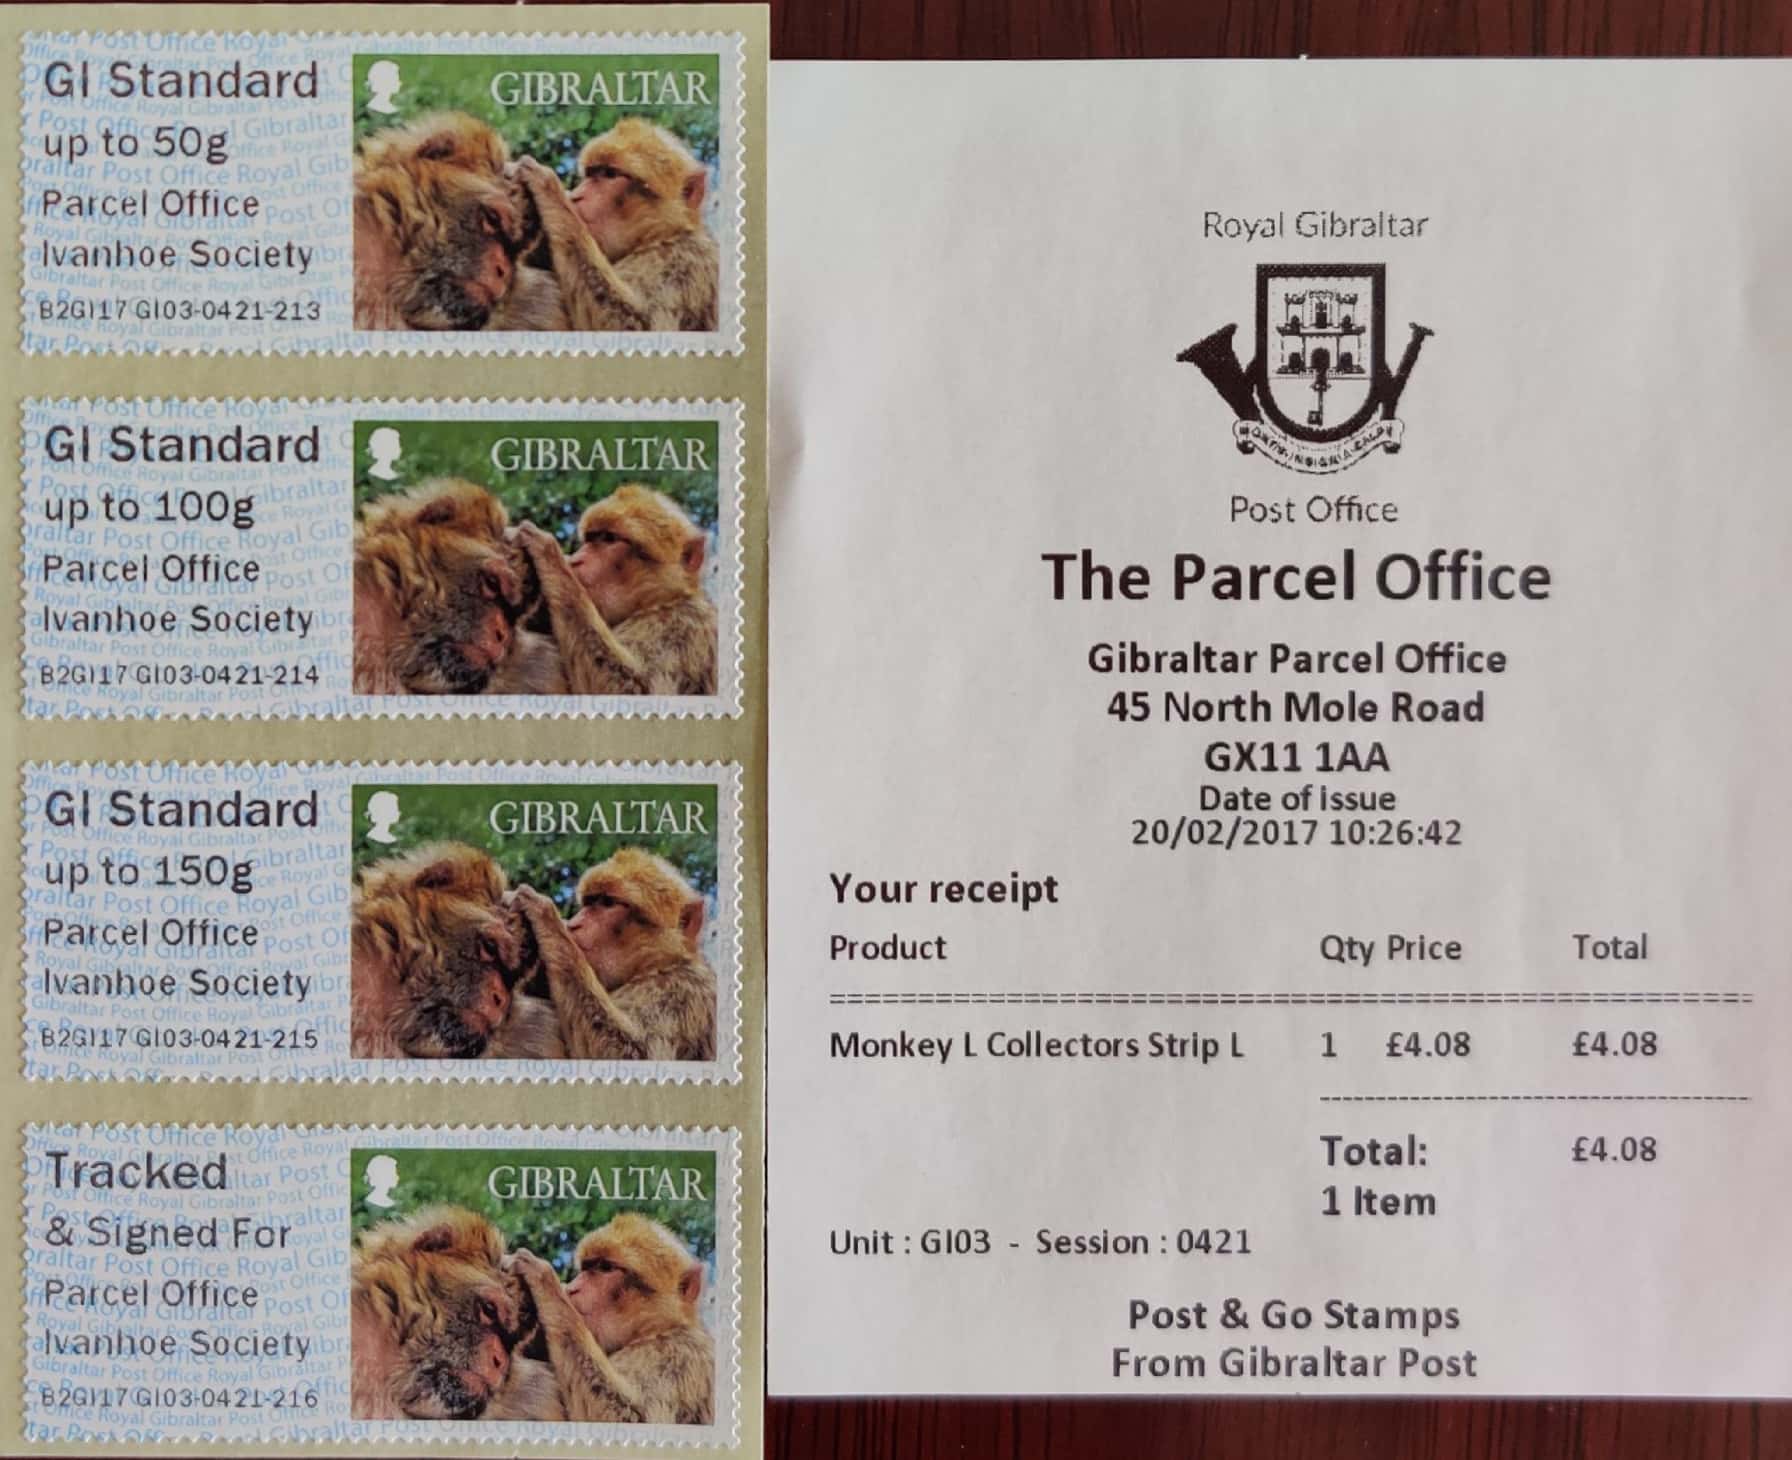 GI Standard
up to 50g
Parcel Office
Ivanhoe Society
B2GI17 GI03-0421-213
GIBRALTAR
GI Standard
up to 100g
Parcel Office
Ivanhoe Society
B2GI17 GI03-0421-214
GIBRALTAR
GI Standard
up to 150g
Parcel Office
Ivanhoe Society
B2GI17 GI03-0421-215
GIBRALTAR
Tracked
& Signed For
Parcel Office
Ivanhoe Society
B2GI17 GI03-0421-216
GIBRALTAR
Royal Gibraltar
Post Office
The Parcel Office
Gibraltar Parcel Office
45 North Mole Road
GX11 1AA
Date of issue
20/02/2017 10:26:42
Your receipt
Product Qty Price Total
Monkey L Collectors Strip L 1 £4.08 £4.08
Total: £4.08
1 Item
Unit : GI03 - Session : 0421
Post & Go Stamps
From Gibraltar Post